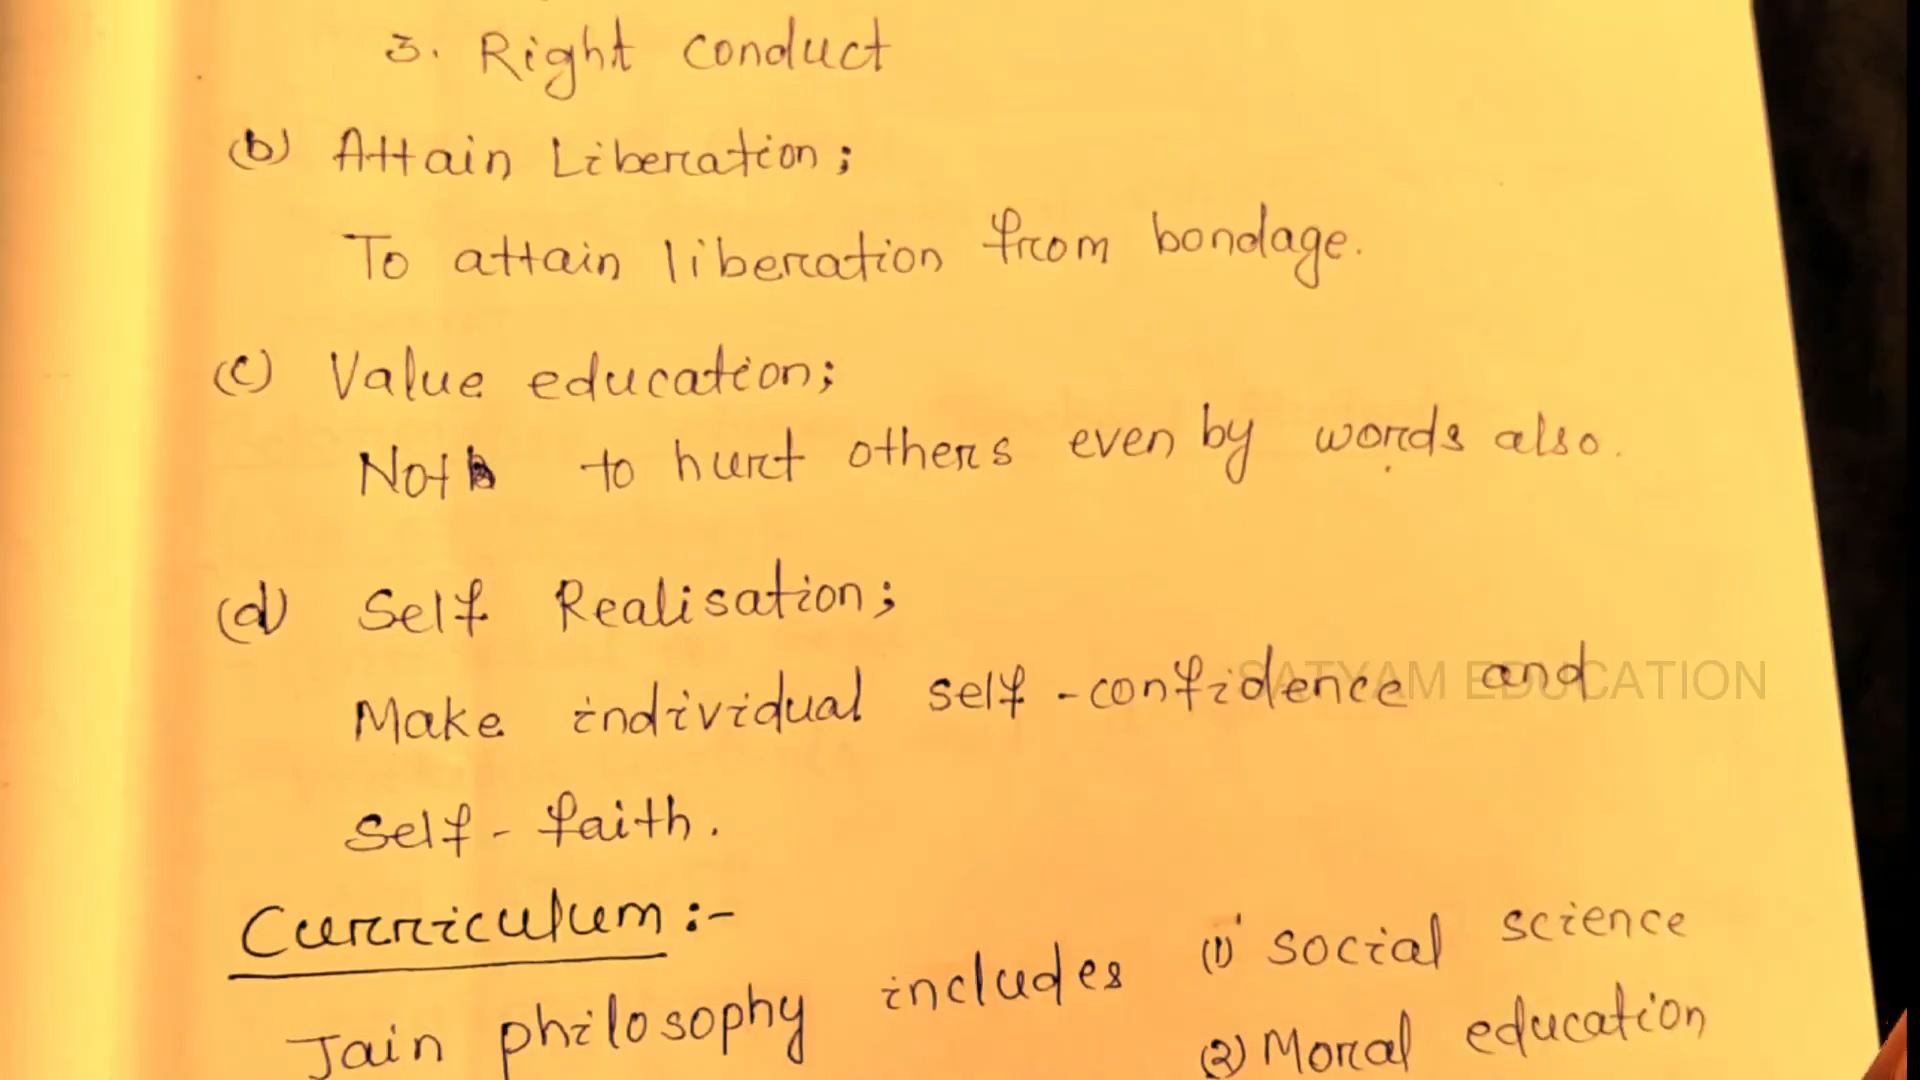 3. Right conduct
(b) Attain Liberation;
To attain liberation from bondage.
(c) Value education;
Not to hurt others even by words also.
(d) Self Realisation;
Make individual self-confidence and
SATYAM EDUCATION
self-faith.
Curriculum :-
Jain philosophy includes (1) Social science
(2) Moral education